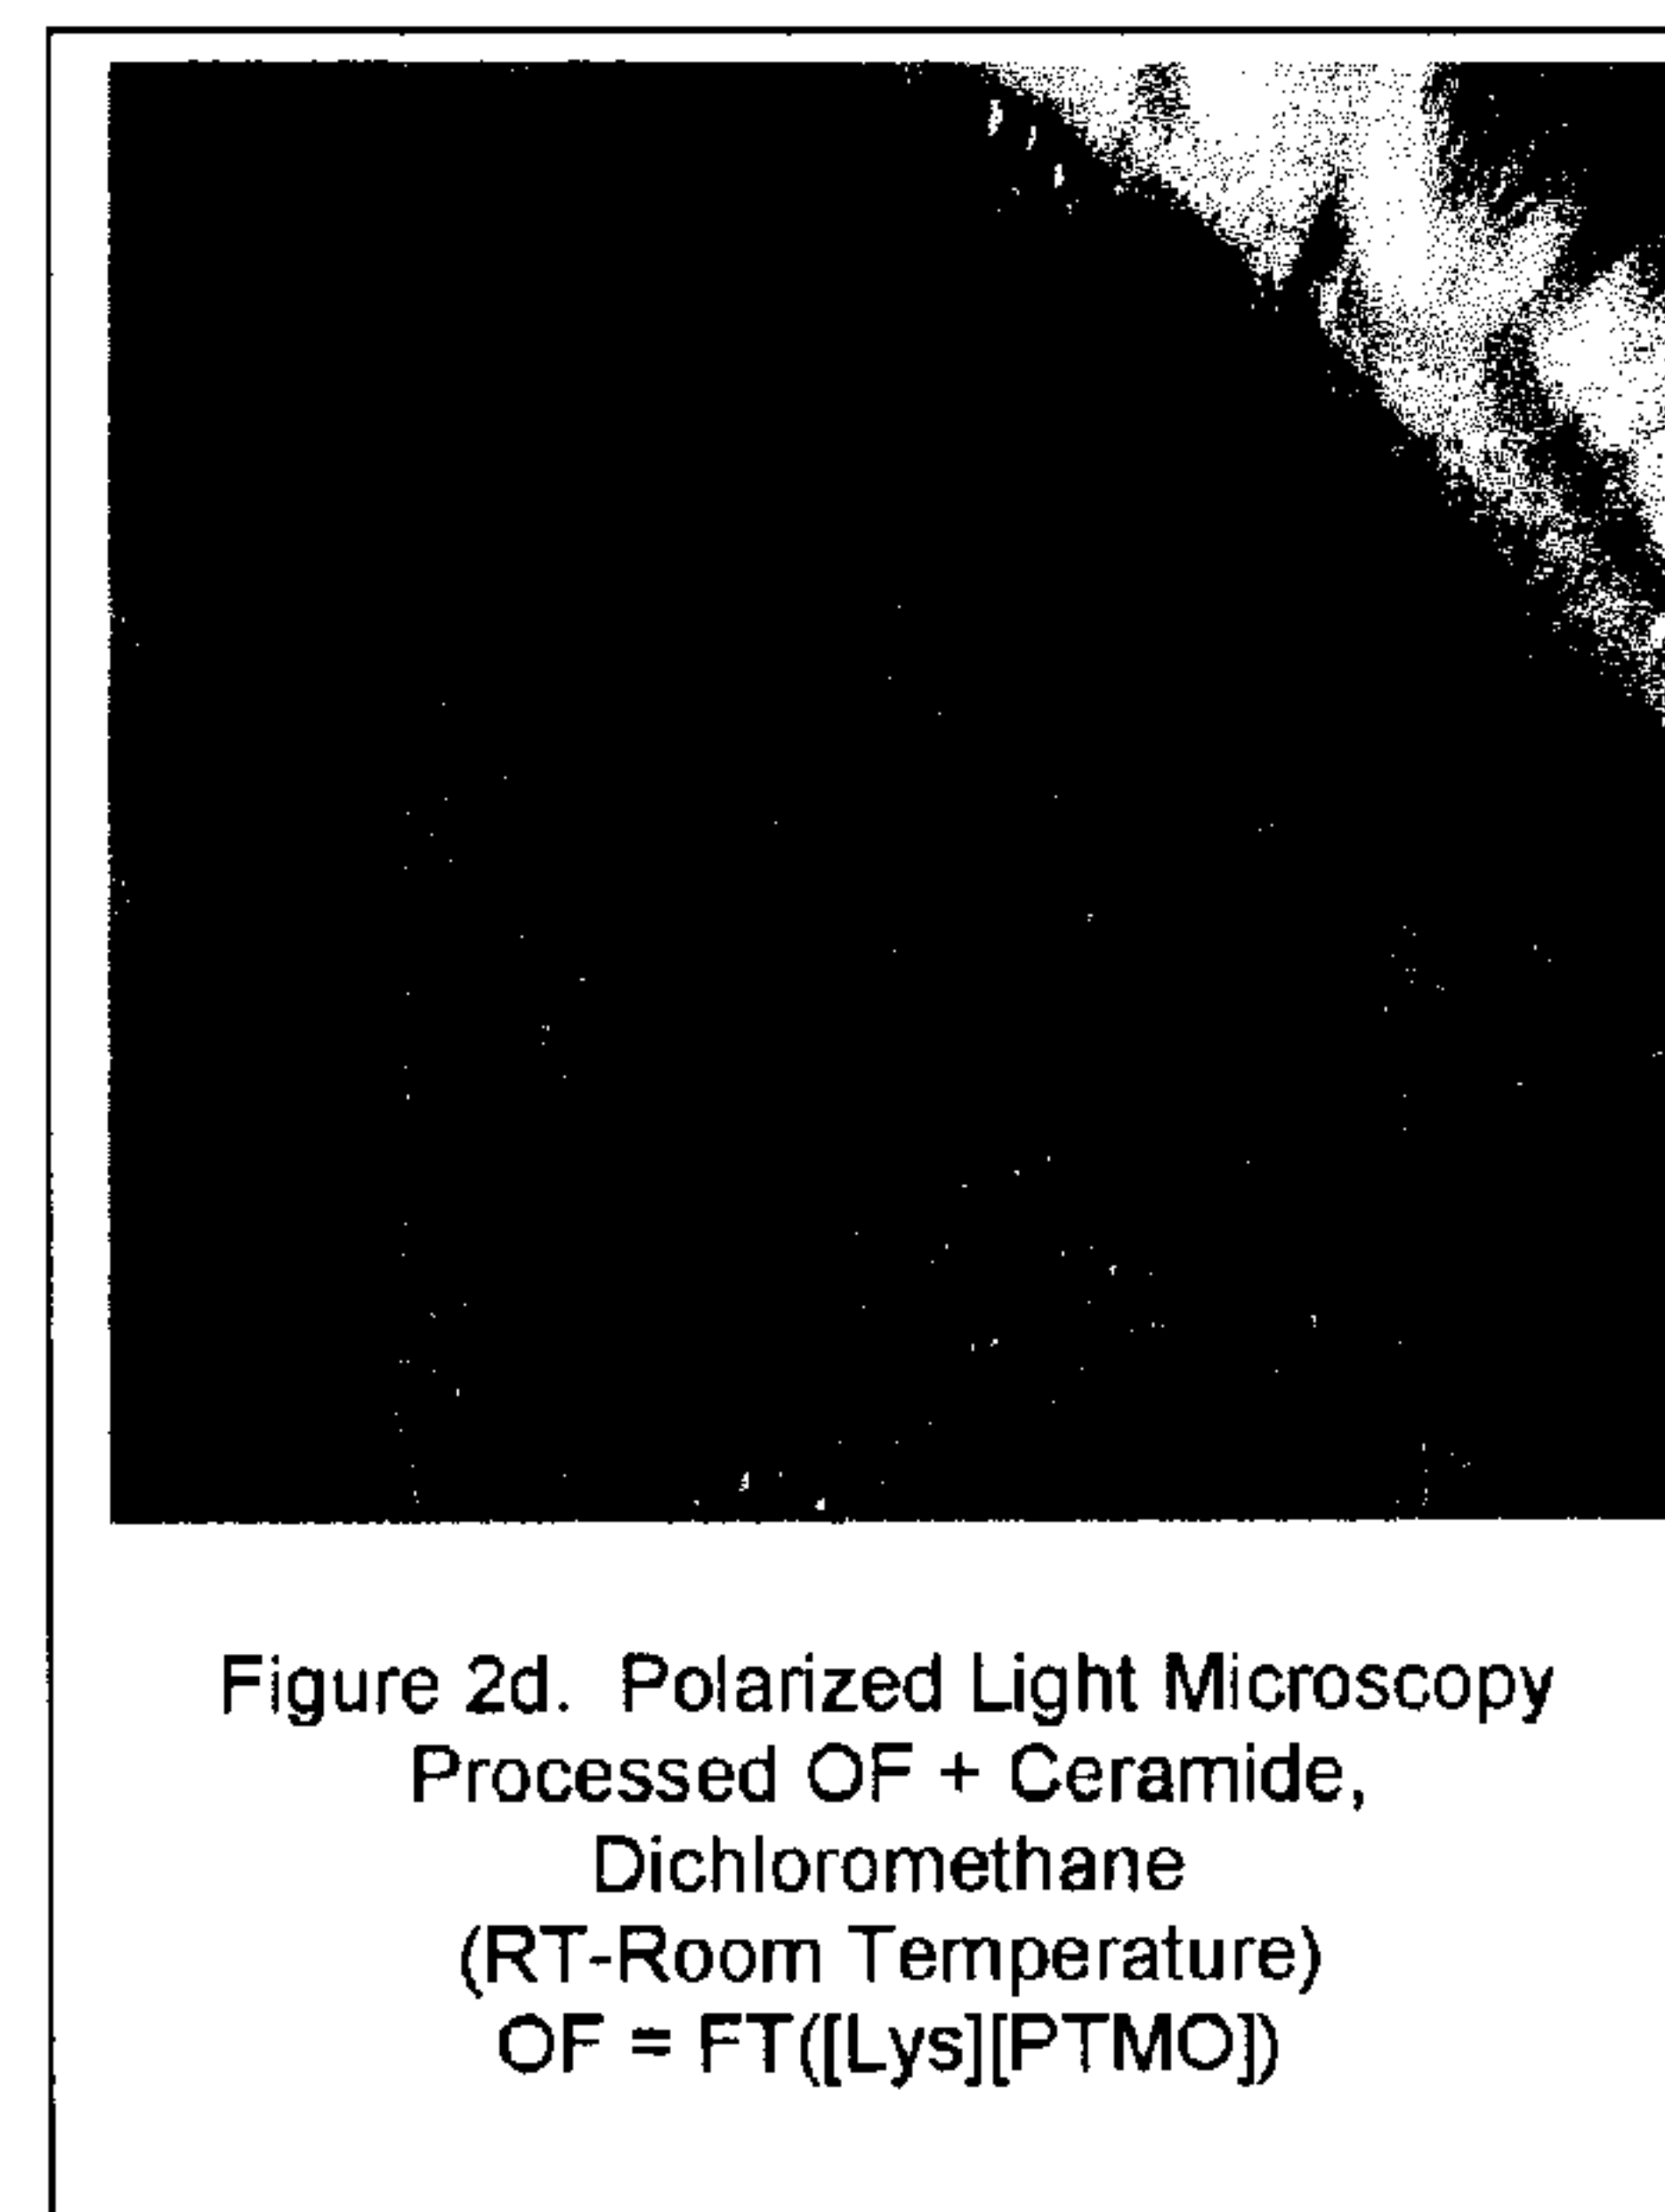 Figure 2d. Polarized Light Microscopy
Processed OF + Ceramide,
Dichloromethane
(RT-Room Temperature)
OF = FT([Lys][PTMO])